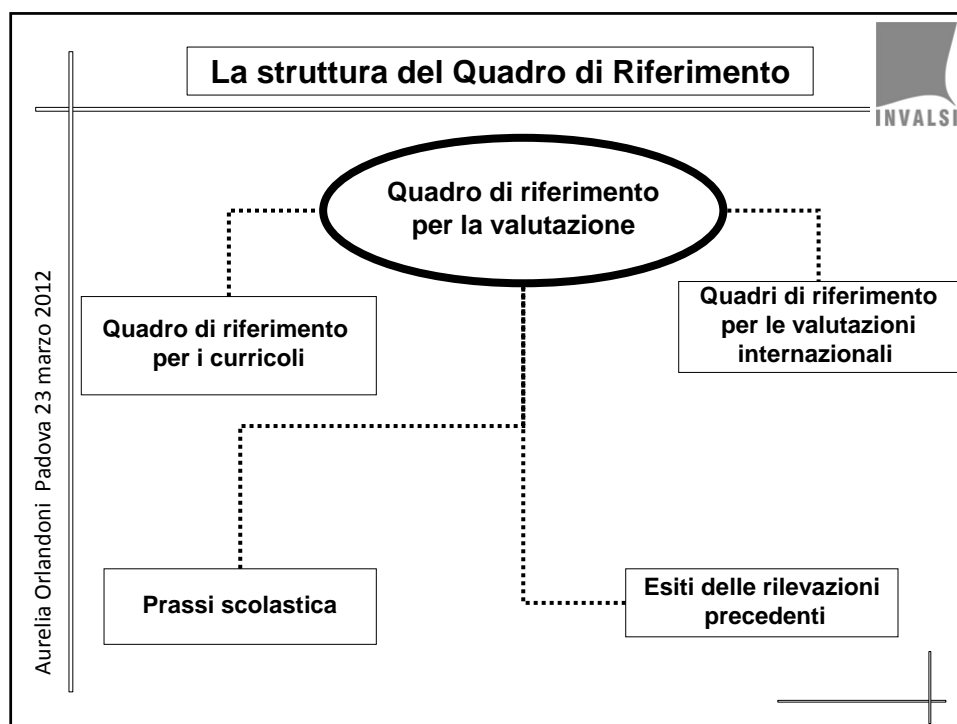 La struttura del Quadro di Riferimento
INVALSI
Quadro di riferimento
per la valutazione
Quadro di riferimento
per i curricoli
Quadri di riferimento
per le valutazioni
internazionali
Prassi scolastica
Esiti delle rilevazioni
precedenti
Aurelia Orlandoni Padova 23 marzo 2012